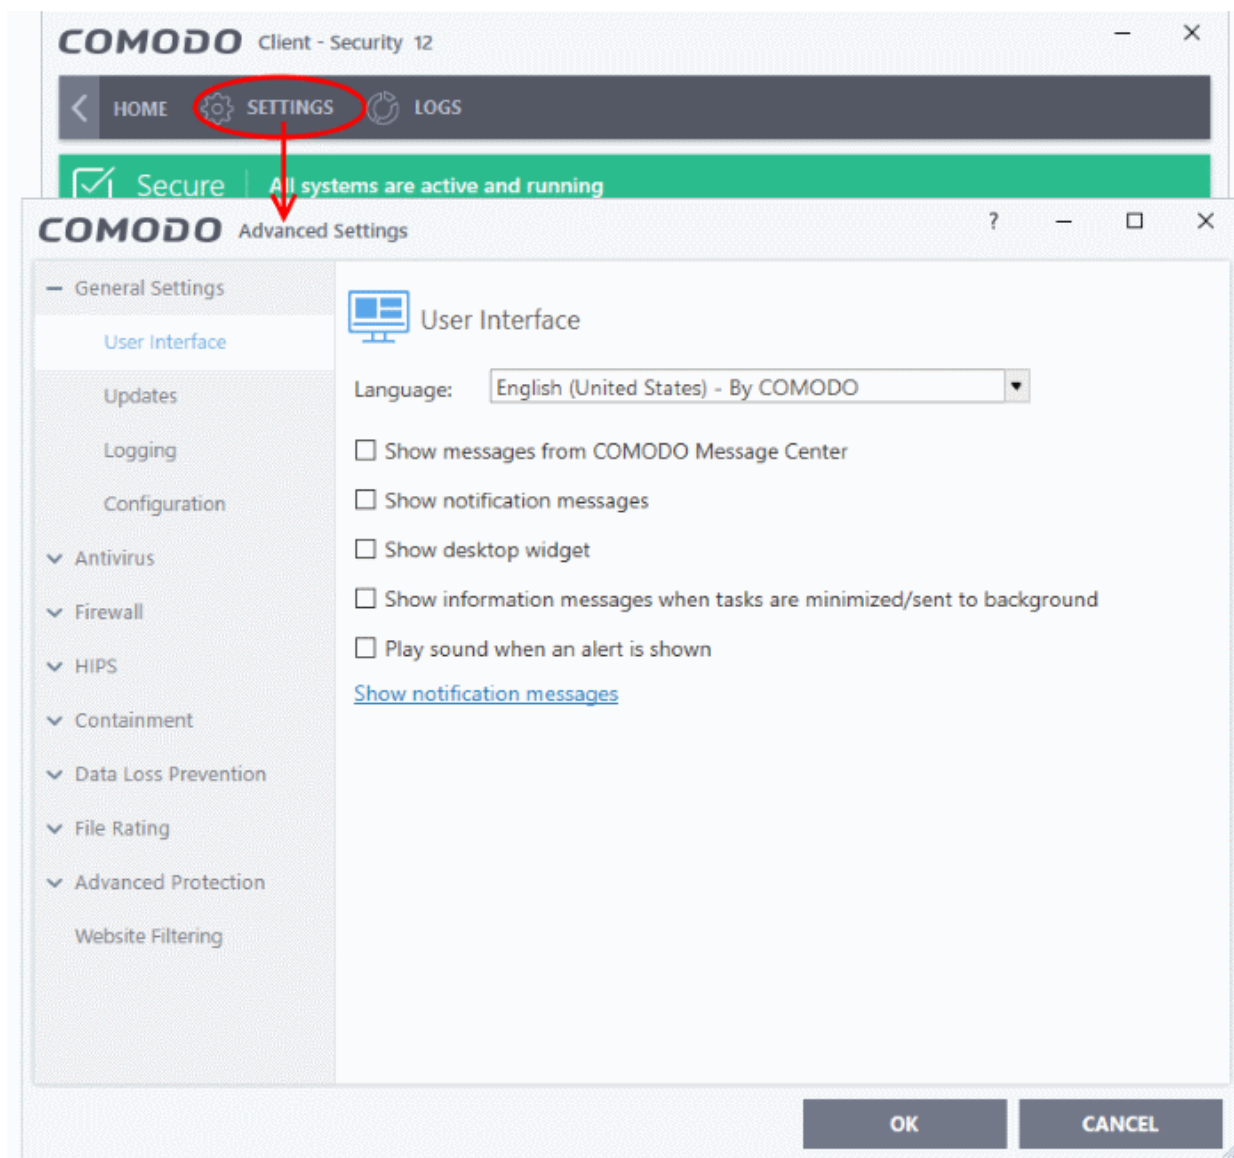 COMODO Client - Security 12
HOME SETTINGS LOGS
Secure All systems are active and running
COMODO Advanced Settings ?
General Settings
User Interface
Updates
Logging
Configuration
Antivirus
Firewall
HIPS
Containment
Data Loss Prevention
File Rating
Advanced Protection
Website Filtering
User Interface
Language: English (United States) - By COMODO
Show messages from COMODO Message Center
Show notification messages
Show desktop widget
Show information messages when tasks are minimized/sent to background
Play sound when an alert is shown
Show notification messages
OK CANCEL